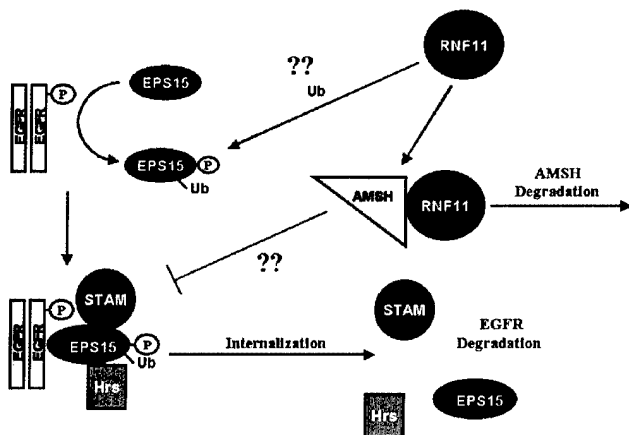 RNF11
??
EPS15
P
Ub
EGFR
EGFR
EPS15
P
Ub
AMSH
Degradation
AMSH
RNF11
??
P
STAM
STAM
EGFR
Degradation
EGFR
EGFR
EPS15
P
Internalization
Ub
Hrs
EPS15
Hrs